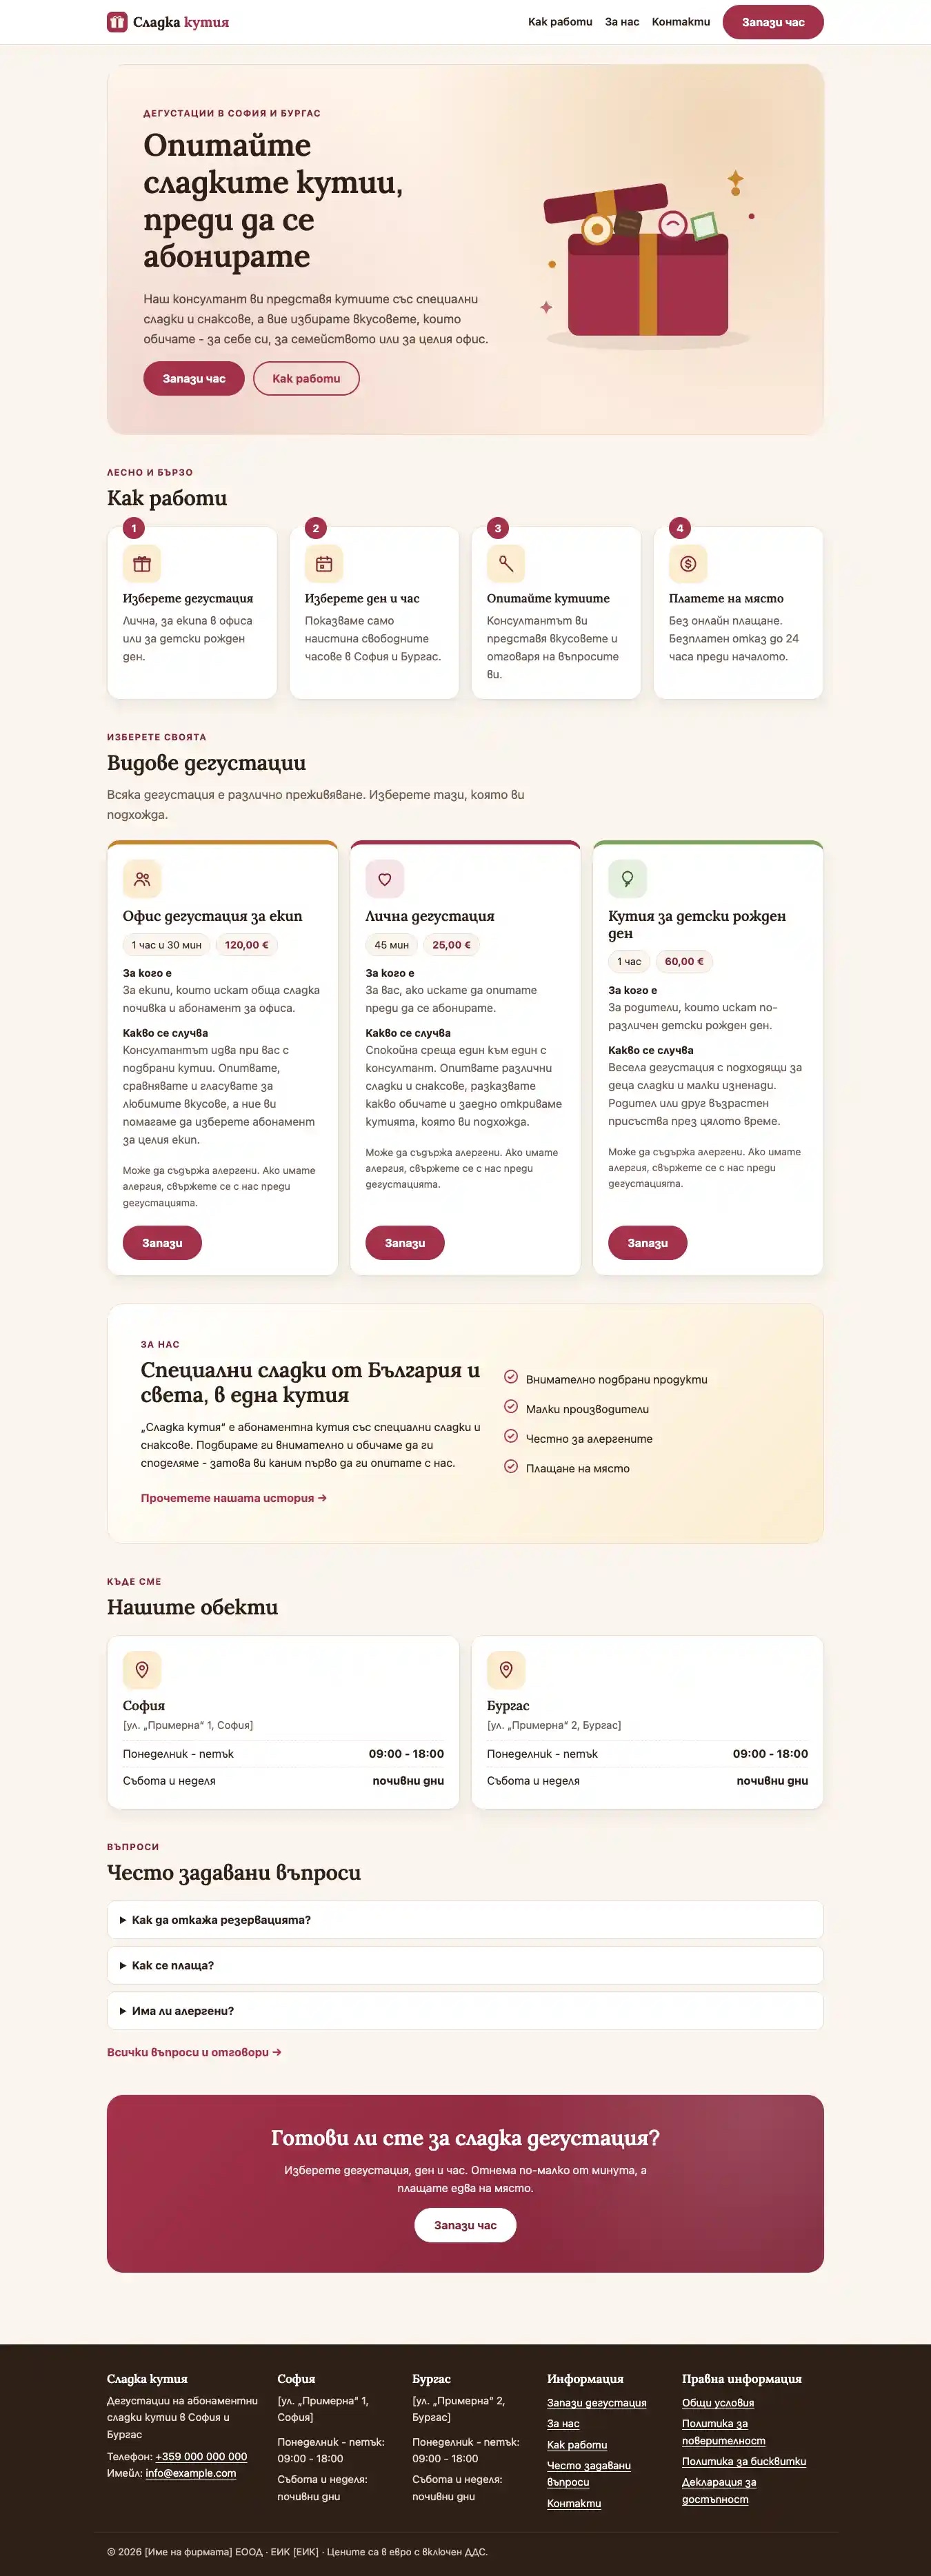 Сладка кутия
Как работи
За нас
Контакти
Запази час
ДЕГУСТАЦИИ В СОФИЯ И БУРГАС
Опитайте
сладките кутии,
преди да се
абонирате
Наш консултант ви представя кутиите със специални
сладки и снаксове, а вие избирате вкусовете, които
обичате - за себе си, за семейството или за целия офис.
Запази час
Как работи
ЛЕСНО И БЪРЗО
Как работи
1
Изберете дегустация
Лична, за екипа в офиса
или за детски рожден
ден.
2
Изберете ден и час
Показваме само
наистина свободните
часове в София и Бургас.
3
Опитайте кутиите
Консултантът ви
представя вкусовете и
отговаря на въпросите
ви.
4
Платете на място
Без онлайн плащане.
Безплатен отказ до 24
часа преди началото.
ИЗБЕРЕТЕ СВОЯТА
Видове дегустации
Всяка дегустация е различно преживяване. Изберете тази, която ви
подхожда.
Офис дегустация за екип
1 час и 30 мин
120,00 €
За кого е
За екипи, които искат обща сладка
почивка и абонамент за офиса.
Какво се случва
Консултантът идва при вас с
подбрани кутии. Опитвате,
сравнявате и гласувате за
любимите вкусове, а ние ви
помагаме да изберете абонамент
за целия екип.
Може да съдържа алергени. Ако имате
алергия, свържете се с нас преди
дегустацията.
Запази
Лична дегустация
45 мин
25,00 €
За кого е
За вас, ако искате да опитате
преди да се абонирате.
Какво се случва
Спокойна среща един към един с
консултант. Опитвате различни
сладки и снаксове, разказвате
какво обичате и заедно откриваме
кутията, която ви подхожда.
Може да съдържа алергени. Ако имате
алергия, свържете се с нас преди
дегустацията.
Запази
Кутия за детски рожден
ден
1 час
60,00 €
За кого е
За родители, които искат по-
различен детски рожден ден.
Какво се случва
Весела дегустация с подходящи за
деца сладки и малки изненади.
Родител или друг възрастен
присъства през цялото време.
Може да съдържа алергени. Ако имате
алергия, свържете се с нас преди
дегустацията.
Запази
ЗА НАС
Специални сладки от България и
света, в една кутия
„Сладка кутия“ е абонаментна кутия със специални сладки и
снаксове. Подбираме ги внимателно и обичаме да ги
споделяме - затова ви каним първо да ги опитате с нас.
Прочетете нашата история →
Внимателно подбрани продукти
Малки производители
Честно за алергените
Плащане на място
КЪДЕ СМЕ
Нашите обекти
София
[ул. „Примерна“ 1, София]
Понеделник - петък 09:00 - 18:00
Събота и неделя почивни дни
Бургас
[ул. „Примерна“ 2, Бургас]
Понеделник - петък 09:00 - 18:00
Събота и неделя почивни дни
ВЪПРОСИ
Често задавани въпроси
Как да откажа резервацията?
Как се плаща?
Има ли алергени?
Всички въпроси и отговори →
Готови ли сте за сладка дегустация?
Изберете дегустация, ден и час. Отнема по-малко от минута, а
плащате едва на място.
Запази час
Сладка кутия
Дегустации на абонаментни
сладки кутии в София и
Бургас
Телефон: +359 000 000 000
Имейл: info@example.com
София
[ул. „Примерна“ 1,
София]
Понеделник - петък:
09:00 - 18:00
Събота и неделя:
почивни дни
Бургас
[ул. „Примерна“ 2,
Бургас]
Понеделник - петък:
09:00 - 18:00
Събота и неделя:
почивни дни
Информация
Запази дегустация
За нас
Как работи
Често задавани
въпроси
Контакти
Правна информация
Общи условия
Политика за
поверителност
Политика за бисквитки
Декларация за
достъпност
© 2026 [Име на фирмата] ЕООД · ЕИК [ЕИК] · Цените са в евро с включен ДДС.